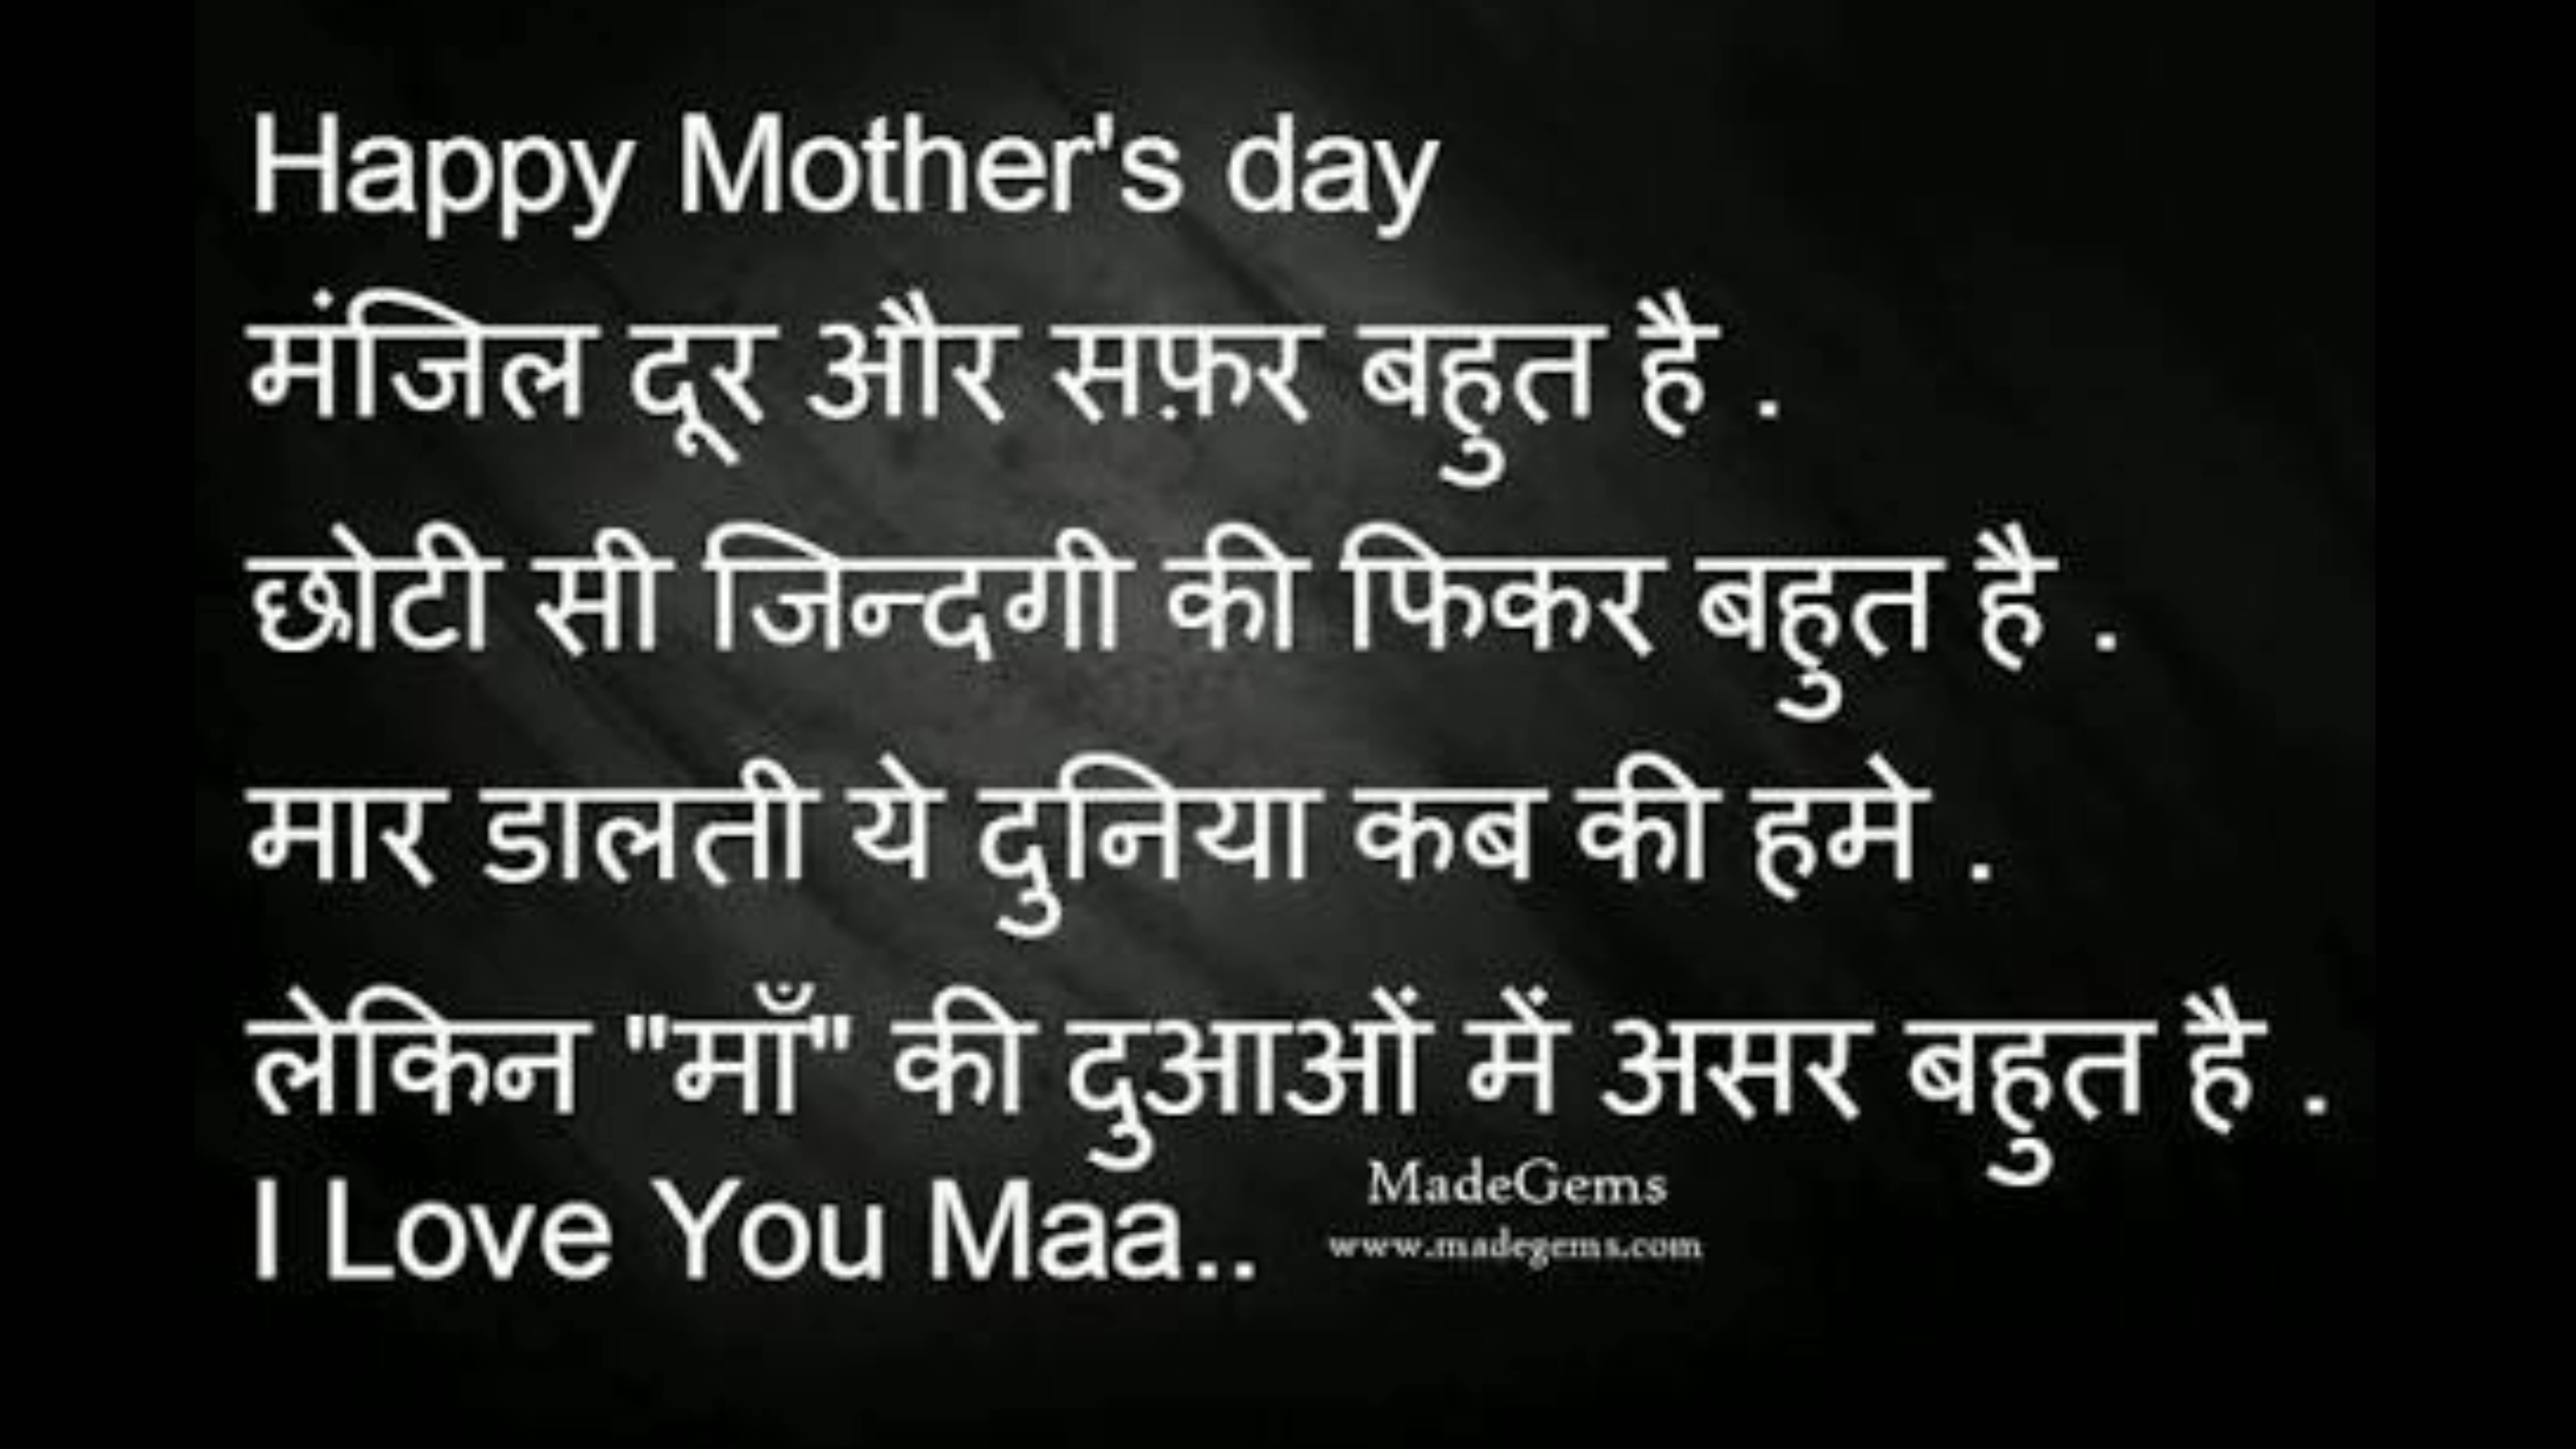 Happy Mother's day
मंजिल दूर और सफ़र बहुत है .
छोटी सी जिन्दगी की फिकर बहुत है .
मार डालती ये दुनिया कब की हमे .
लेकिन "माँ" की दुआओं में असर बहुत है .
I Love You Maa..
MadeGems
www.madegems.com